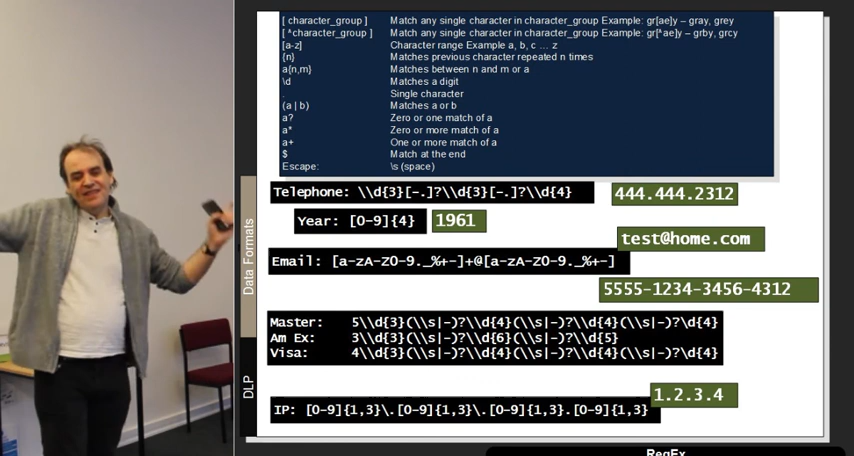 [ character_group ] Match any single character in character_group Example: gr[ae]y – gray, grey
[ ^character_group ] Match any single character in character_group Example: gr[^ae]y – grby, grcy
[a-z] Character range Example a, b, c … z
{n} Matches previous character repeated n times
a{n,m} Matches between n and m or a
\d Matches a digit
. Single character
(a | b) Matches a or b
a? Zero or one match of a
a* Zero or more match of a
a+ One or more match of a
$ Match at the end
Escape: \s (space)
Telephone: \\d{3}[-.]?\\d{3}[-.]?\\d{4}
444.444.2312
Year: [0-9]{4}
1961
test@home.com
Email: [a-zA-Z0-9._%+-]+@[a-zA-Z0-9._%+-]
5555-1234-3456-4312
Master: 5\\d{3}(\\s|-)?\\d{4}(\\s|-)?\\d{4}(\\s|-)?\d{4}
Am Ex: 3\\d{3}(\\s|-)?\\d{6}(\\s|-)?\\d{5}
Visa: 4\\d{3}(\\s|-)?\\d{4}(\\s|-)?\\d{4}(\\s|-)?\d{4}
1.2.3.4
IP: [0-9]{1,3}\.[0-9]{1,3}\.[0-9]{1,3}.[0-9]{1,3}
Data Formats
DLP
RegEx